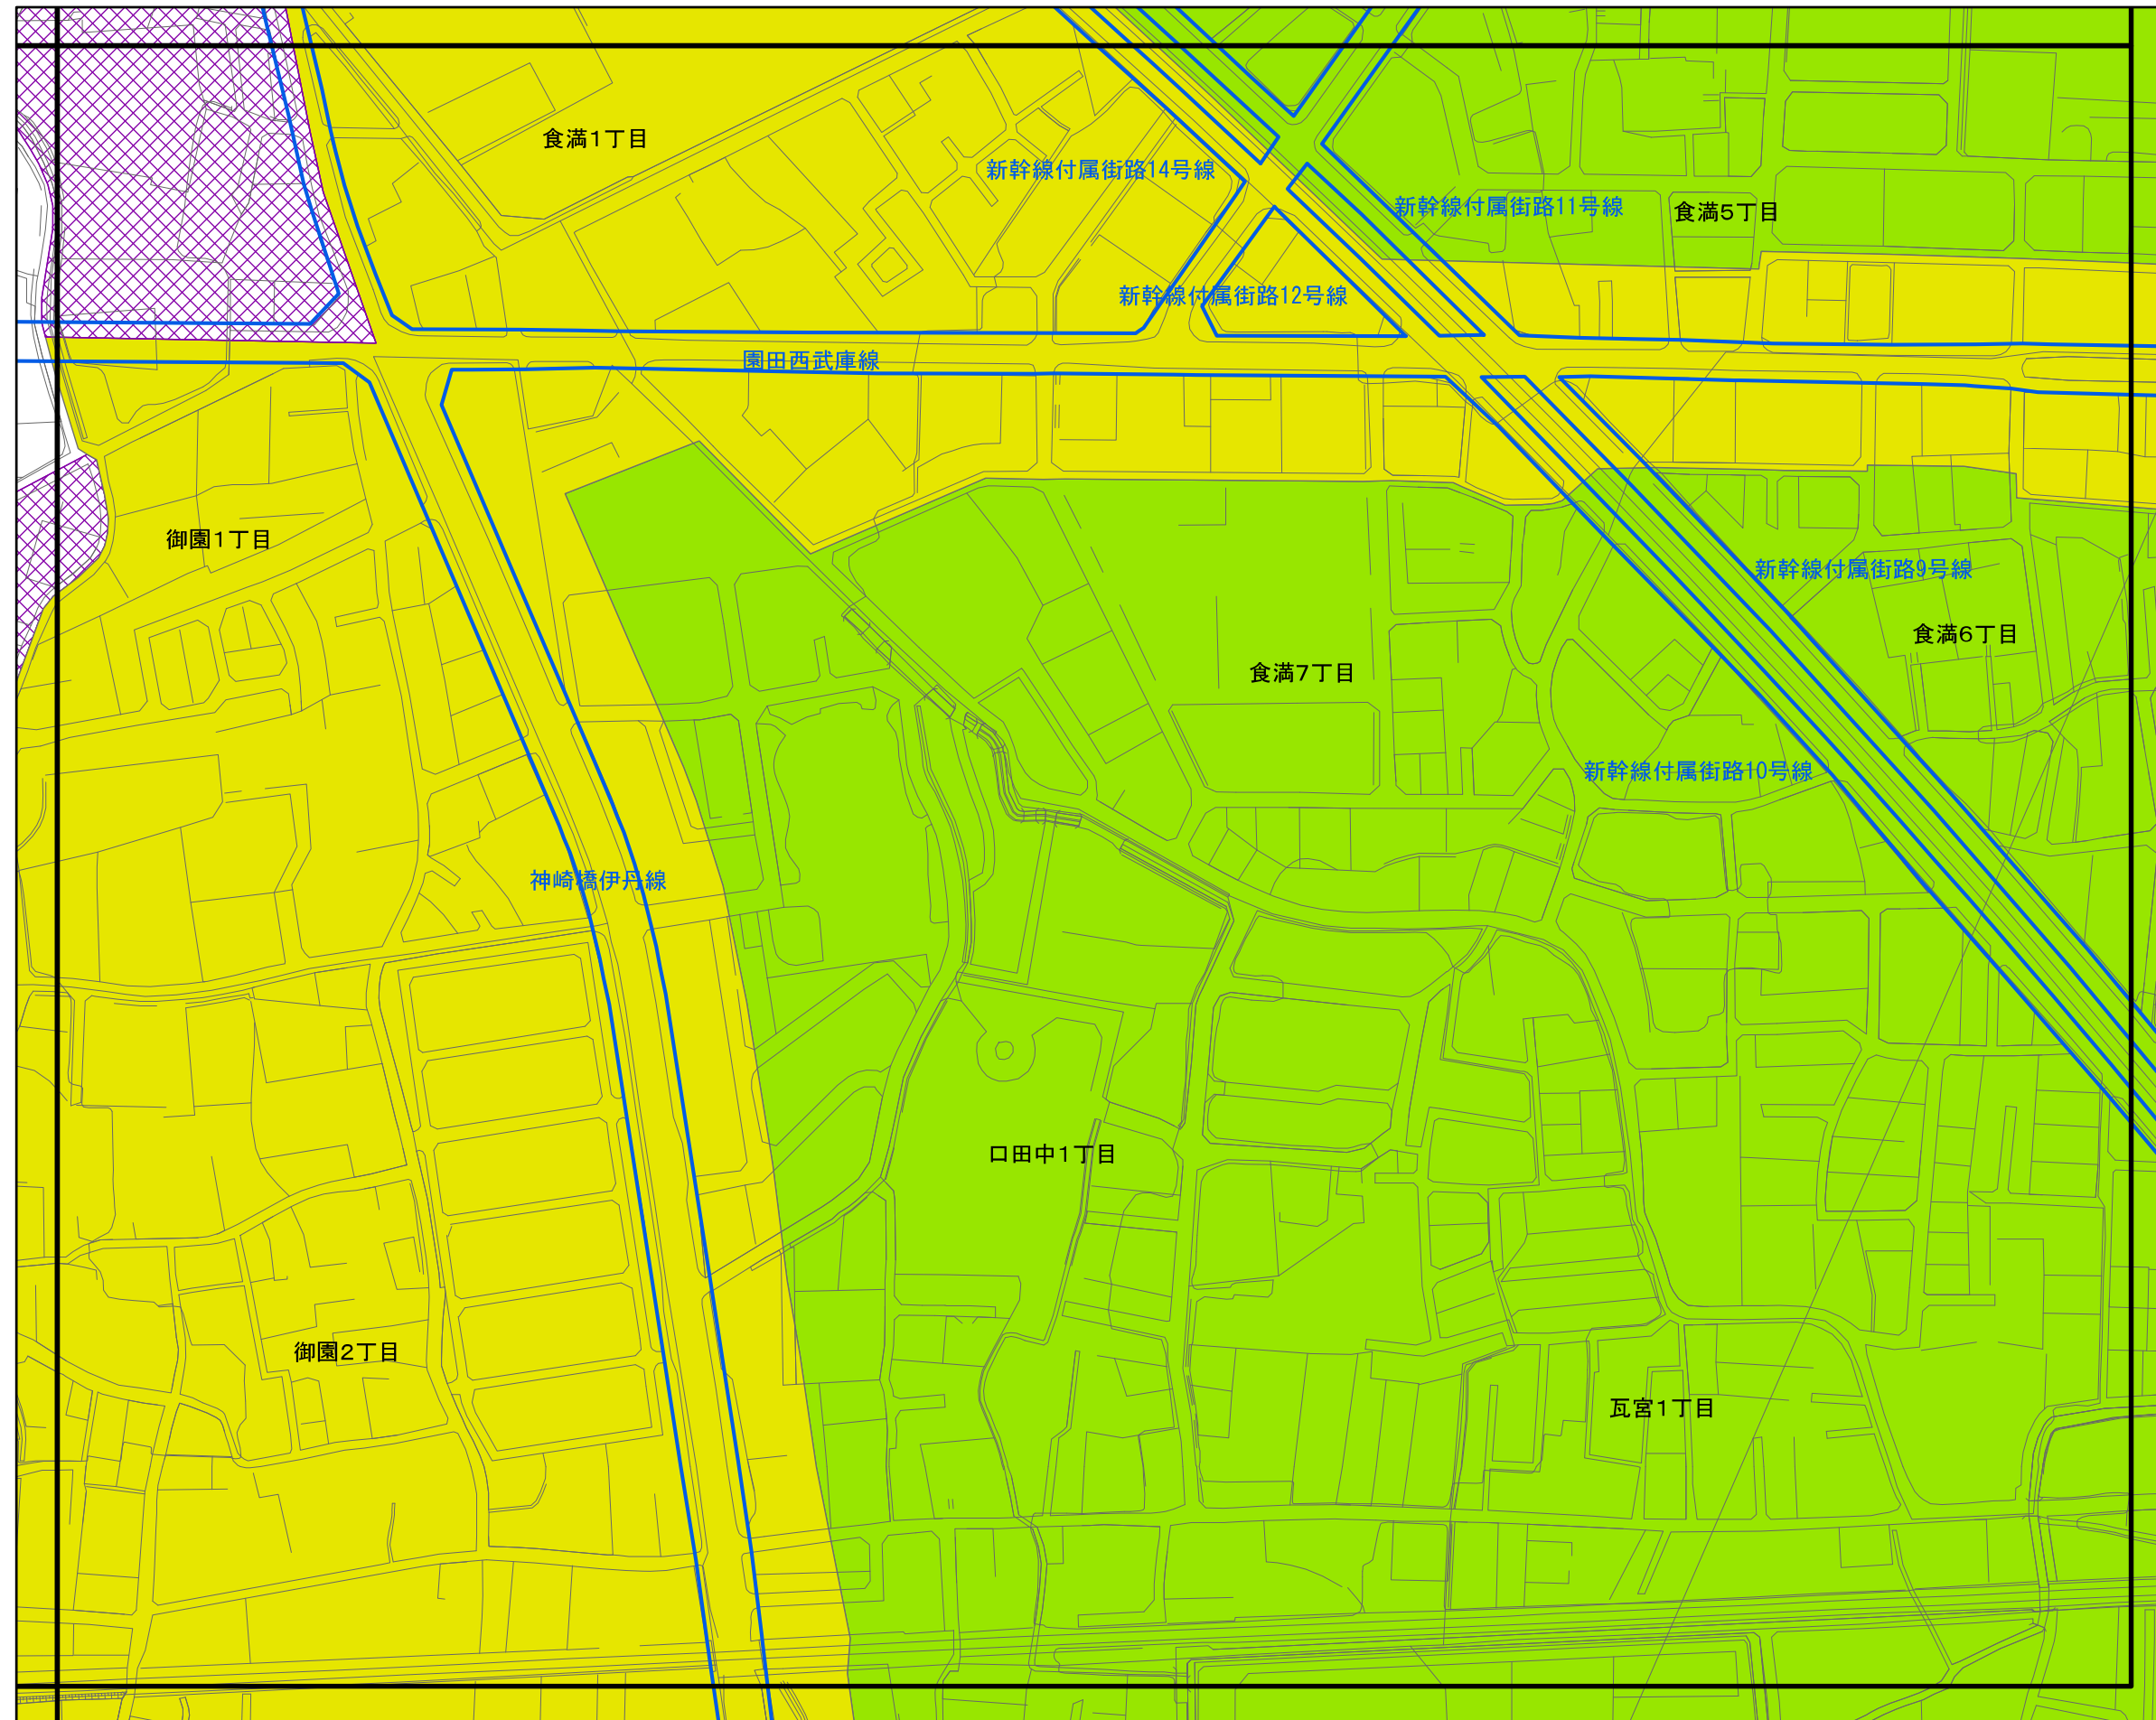 食満1丁目
新幹線付属街路14号線
新幹線付属街路11号線
食満5丁目
新幹線付属街路12号線
園田西武庫線
御園1丁目
新幹線付属街路9号線
食満6丁目
食満7丁目
新幹線付属街路10号線
神崎橋伊丹線
口田中1丁目
御園2丁目
瓦宮1丁目